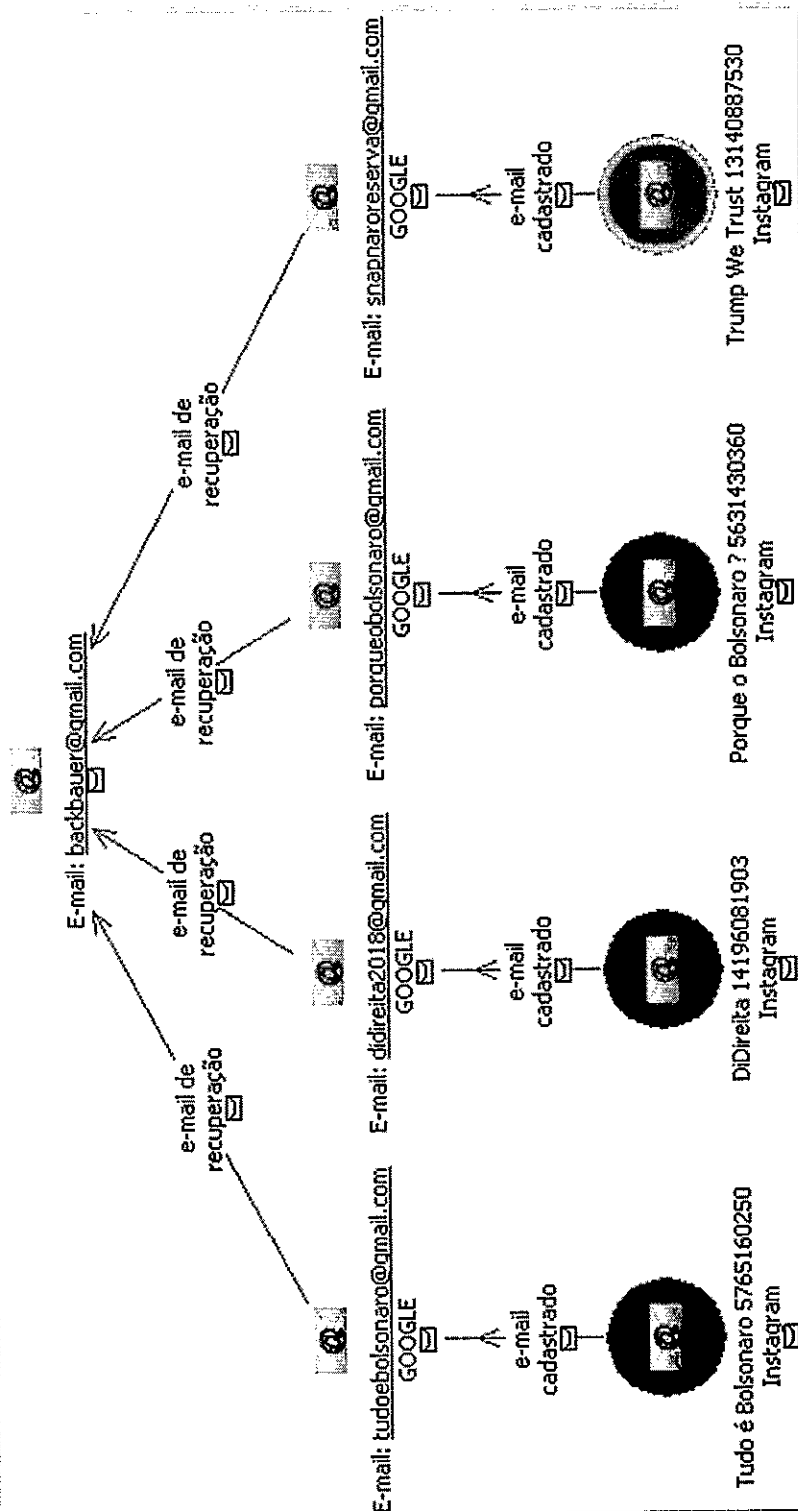 E-mail: backbauer@gmail.com
e-mail de
recuperação
e-mail de
recuperação
e-mail de
recuperação
e-mail de
recuperação
E-mail: tudoebolsonaro@gmail.com
GOOGLE
E-mail: didireita2018@gmail.com
GOOGLE
E-mail: porqueobolsonaro@gmail.com
GOOGLE
E-mail: snapnaroreserva@gmail.com
GOOGLE
e-mail
cadastrado
e-mail
cadastrado
e-mail
cadastrado
e-mail
cadastrado
Tudo é Bolsonaro 5765160250
Instagram
DiDireita 14196081903
Instagram
Porque o Bolsonaro ? 5631430360
Instagram
Trump We Trust 13140887530
Instagram